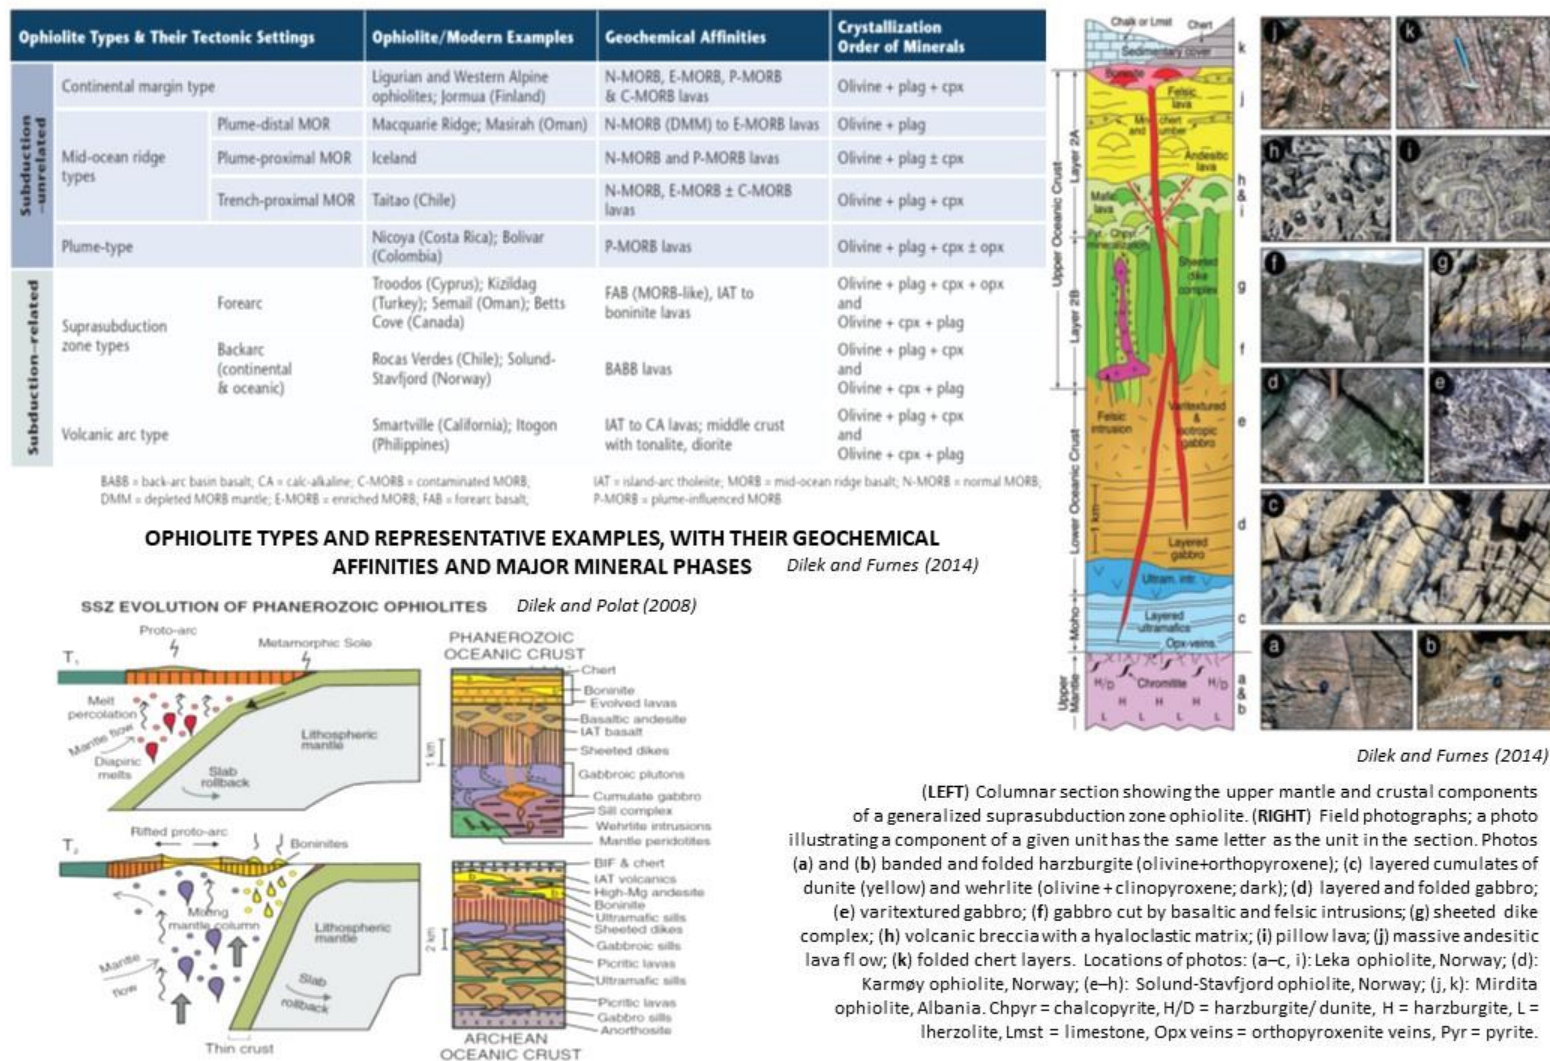 Ophiolite Types & Their Tectonic Settings
Ophiolite/Modern Examples
Geochemical Affinities
Crystallization
Order of Minerals
Subduction
–unrelated
Continental margin type
Ligurian and Western Alpine
ophiolites; Jormua (Finland)
N-MORB, E-MORB, P-MORB
& C-MORB lavas
Olivine + plag + cpx
Mid-ocean ridge
types
Plume-distal MOR
Macquarie Ridge; Masirah (Oman)
N-MORB (DMM) to E-MORB lavas
Olivine + plag
Plume-proximal MOR
Iceland
N-MORB and P-MORB lavas
Olivine + plag ± cpx
Trench-proximal MOR
Taitao (Chile)
N-MORB, E-MORB ± C-MORB
lavas
Olivine + plag + cpx
Plume-type
Nicoya (Costa Rica); Bolivar
(Colombia)
P-MORB lavas
Olivine + plag + cpx ± opx
Subduction–related
Suprasubduction
zone types
Forearc
Troodos (Cyprus); Kizildag
(Turkey); Semail (Oman); Betts
Cove (Canada)
FAB (MORB-like), IAT to
boninite lavas
Olivine + plag + cpx + opx
and
Olivine + cpx + plag
Backarc
(continental
& oceanic)
Rocas Verdes (Chile); Solund-
Stavfjord (Norway)
BABB lavas
Olivine + plag + cpx
and
Olivine + cpx + plag
Volcanic arc type
Smartville (California); Itogon
(Philippines)
IAT to CA lavas; middle crust
with tonalite, diorite
Olivine + plag + cpx
and
Olivine + cpx + plag
BABB = back-arc basin basalt; CA = calc-alkaline; C-MORB = contaminated MORB;
DMM = depleted MORB mantle; E-MORB = enriched MORB; FAB = forearc basalt;
IAT = island-arc tholeiite; MORB = mid-ocean ridge basalt; N-MORB = normal MORB;
P-MORB = plume-influenced MORB
OPHIOLITE TYPES AND REPRESENTATIVE EXAMPLES, WITH THEIR GEOCHEMICAL
AFFINITIES AND MAJOR MINERAL PHASES
Dilek and Furnes (2014)
SSZ EVOLUTION OF PHANEROZOIC OPHIOLITES
Dilek and Polat (2008)
T1
Proto-arc
Metamorphic Sole
Melt
percolation
Mantle flow
Diapiric
melts
Lithospheric
mantle
Slab
rollback
T2
Rifted proto-arc
Boninites
Mixing
mantle column
Lithospheric
mantle
Mantle
flow
Slab
rollback
Thin crust
PHANEROZOIC
OCEANIC CRUST
Chert
Boninite
Evolved lavas
Basaltic andesite
IAT basalt
Sheeted dikes
1 km
Gabbroic plutons
Cumulate gabbro
Sill complex
Wehrlite intrusions
Mantle peridotites
BIF & chert
IAT volcanics
High-Mg andesite
Boninite
Ultramafic sills
Sheeted dikes
2 km
Gabbroic sills
Picritic lavas
Ultramafic sills
Picritic lavas
Gabbro sills
Anorthosite
ARCHEAN
OCEANIC CRUST
Chalk or Lmst
Chert
Sedimentary cover
k
Boninite
Felsic
lava
j
chert
Andesitic
lava
Mafic
lava
h
&
i
Pyr - Chpyr
mineralization
Sheeted
dike
complex
g
f
Felsic
intrusion
Varitextured
&
isotropic
gabbro
e
1 km
Layered
gabbro
d
Ultram. intr.
Layered
ultramafics
Opx-veins.
c
H/D
Chromitite
H/D
H H H
L L L L
a
&
b
Upper Oceanic Crust
Layer 2A
Layer 2B
Lower Oceanic Crust
Moho
Upper
Mantle
j
k
h
i
f
g
d
e
c
a
b
Dilek and Furnes (2014)
(LEFT) Columnar section showing the upper mantle and crustal components
of a generalized suprasubduction zone ophiolite. (RIGHT) Field photographs; a photo
illustrating a component of a given unit has the same letter as the unit in the section. Photos
(a) and (b) banded and folded harzburgite (olivine+orthopyroxene); (c) layered cumulates of
dunite (yellow) and wehrlite (olivine + clinopyroxene; dark); (d) layered and folded gabbro;
(e) varitextured gabbro; (f) gabbro cut by basaltic and felsic intrusions; (g) sheeted dike
complex; (h) volcanic breccia with a hyaloclastic matrix; (i) pillow lava; (j) massive andesitic
lava flow; (k) folded chert layers. Locations of photos: (a–c, i): Leka ophiolite, Norway; (d):
Karmøy ophiolite, Norway; (e–h): Solund-Stavfjord ophiolite, Norway; (j, k): Mirdita
ophiolite, Albania. Chpyr = chalcopyrite, H/D = harzburgite/ dunite, H = harzburgite, L =
lherzolite, Lmst = limestone, Opx veins = orthopyroxenite veins, Pyr = pyrite.